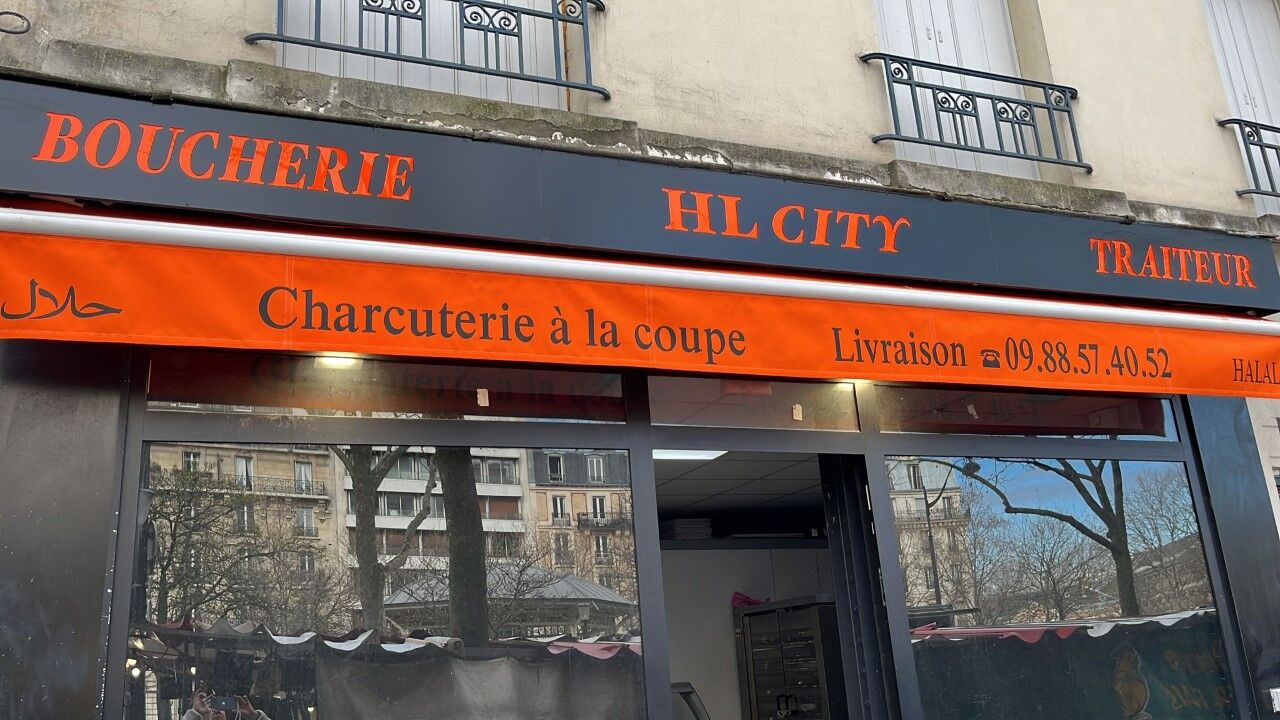 BOUCHERIE HL CITY TRAITEUR
حلال Charcuterie à la coupe Livraison ☎09.88.57.40.52 HALAL